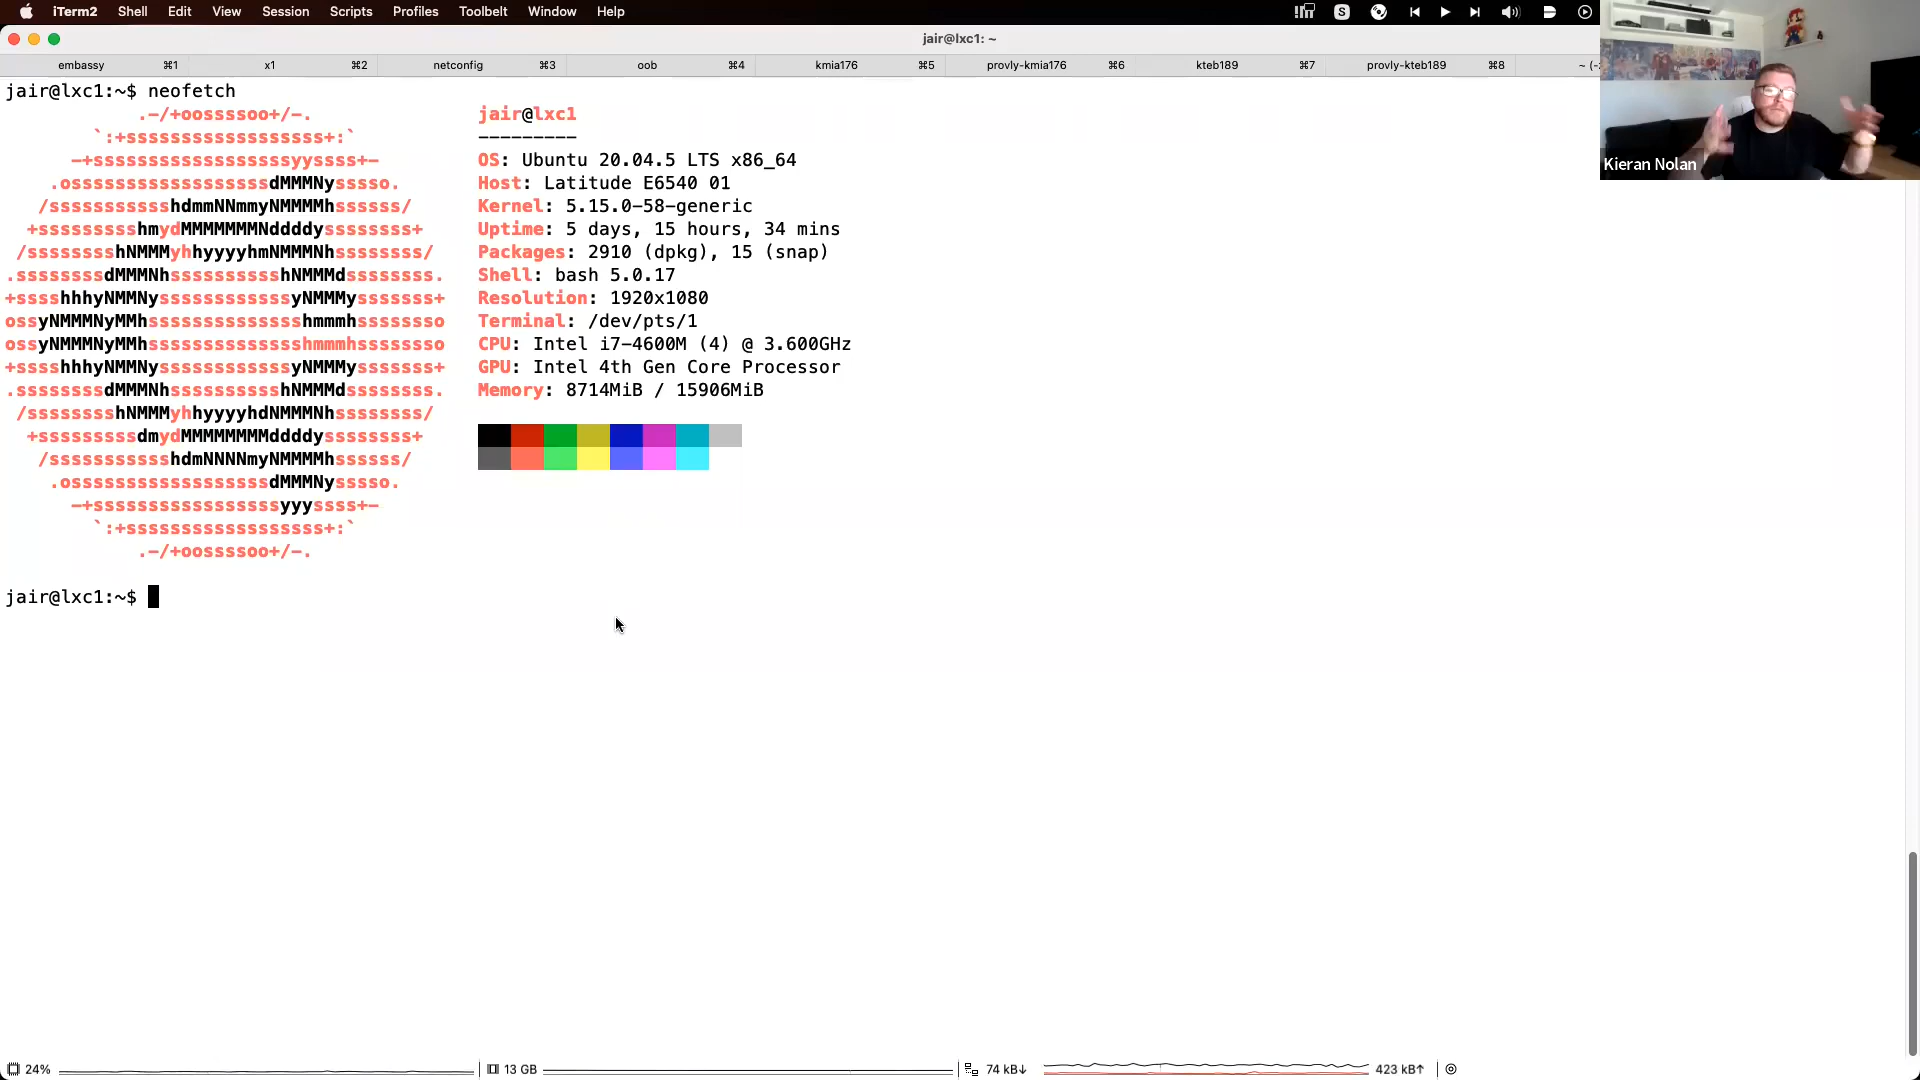 iTerm2 Shell Edit View Session Scripts Profiles Toolbelt Window Help
jair@lxc1: ~
embassy ⌘1 x1 ⌘2 netconfig ⌘3 oob ⌘4 kmia176 ⌘5 provly-kmia176 ⌘6 kteb189 ⌘7 provly-kteb189 ⌘8 ~ (-
Kieran Nolan
jair@lxc1:~$ neofetch
.-/+oossssoo+/-. jair@lxc1
`:+ssssssssssssssssss+:` ---------
-+ssssssssssssssssssyyssss+- OS: Ubuntu 20.04.5 LTS x86_64
.ossssssssssssssssssdMMMNysssso. Host: Latitude E6540 01
/ssssssssssshdmmNNmmyNMMMMhssssss/ Kernel: 5.15.0-58-generic
+ssssssssshmydMMMMMMMNddddyssssssss+ Uptime: 5 days, 15 hours, 34 mins
/sssssssshNMMMyhhyyyyhmNMMMNhssssssss/ Packages: 2910 (dpkg), 15 (snap)
.ssssssssdMMMNhsssssssssshNMMMdssssssss. Shell: bash 5.0.17
+sssshhhyNMMNyssssssssssssyNMMMysssssss+ Resolution: 1920x1080
ossyNMMMNyMMhsssssssssssssshmmmhssssssso Terminal: /dev/pts/1
ossyNMMMNyMMhsssssssssssssshmmmhssssssso CPU: Intel i7-4600M (4) @ 3.600GHz
+sssshhhyNMMNyssssssssssssyNMMMysssssss+ GPU: Intel 4th Gen Core Processor
.ssssssssdMMMNhsssssssssshNMMMdssssssss. Memory: 8714MiB / 15906MiB
/sssssssshNMMMyhhyyyyhdNMMMNhssssssss/
+sssssssssdmydMMMMMMMMddddyssssssss+
/ssssssssssshdmNNNNmyNMMMMhssssss/
.ossssssssssssssssssdMMMNysssso.
-+sssssssssssssssssyyyssss+-
`:+ssssssssssssssssss+:`
.-/+oossssoo+/-.
jair@lxc1:~$
24% 13 GB 74 kB↓ 423 kB↑